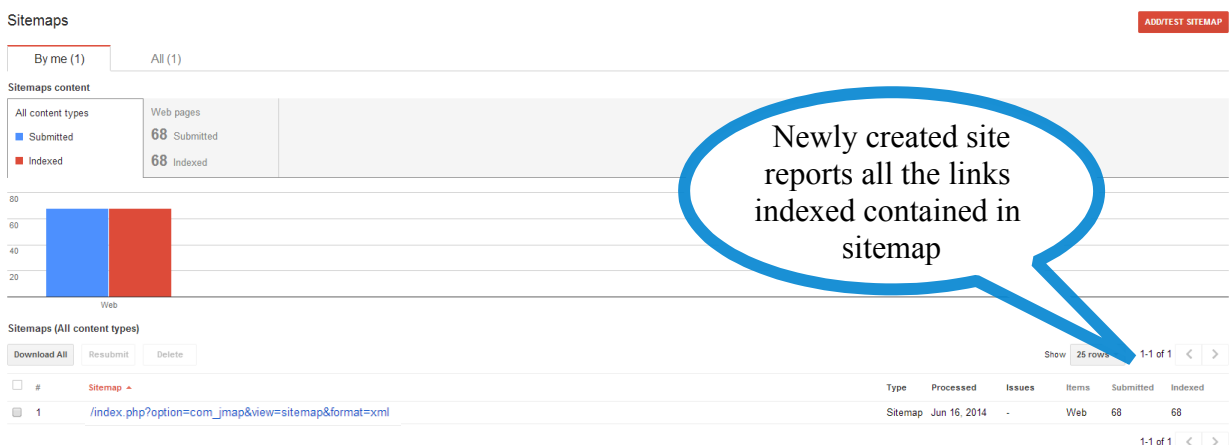 Sitemaps
ADD/TEST SITEMAP
By me (1) All (1)
Sitemaps content
All content types Web pages
Submitted 68 Submitted
Indexed 68 Indexed
Newly created site
reports all the links
indexed contained in
sitemap
80
60
40
20
Web
Sitemaps (All content types)
Download All Resubmit Delete Show 25 rows 1-1 of 1
# Sitemap Type Processed Issues Items Submitted Indexed
1 /index.php?option=com_jmap&view=sitemap&format=xml Sitemap Jun 16, 2014 - Web 68 68
1-1 of 1